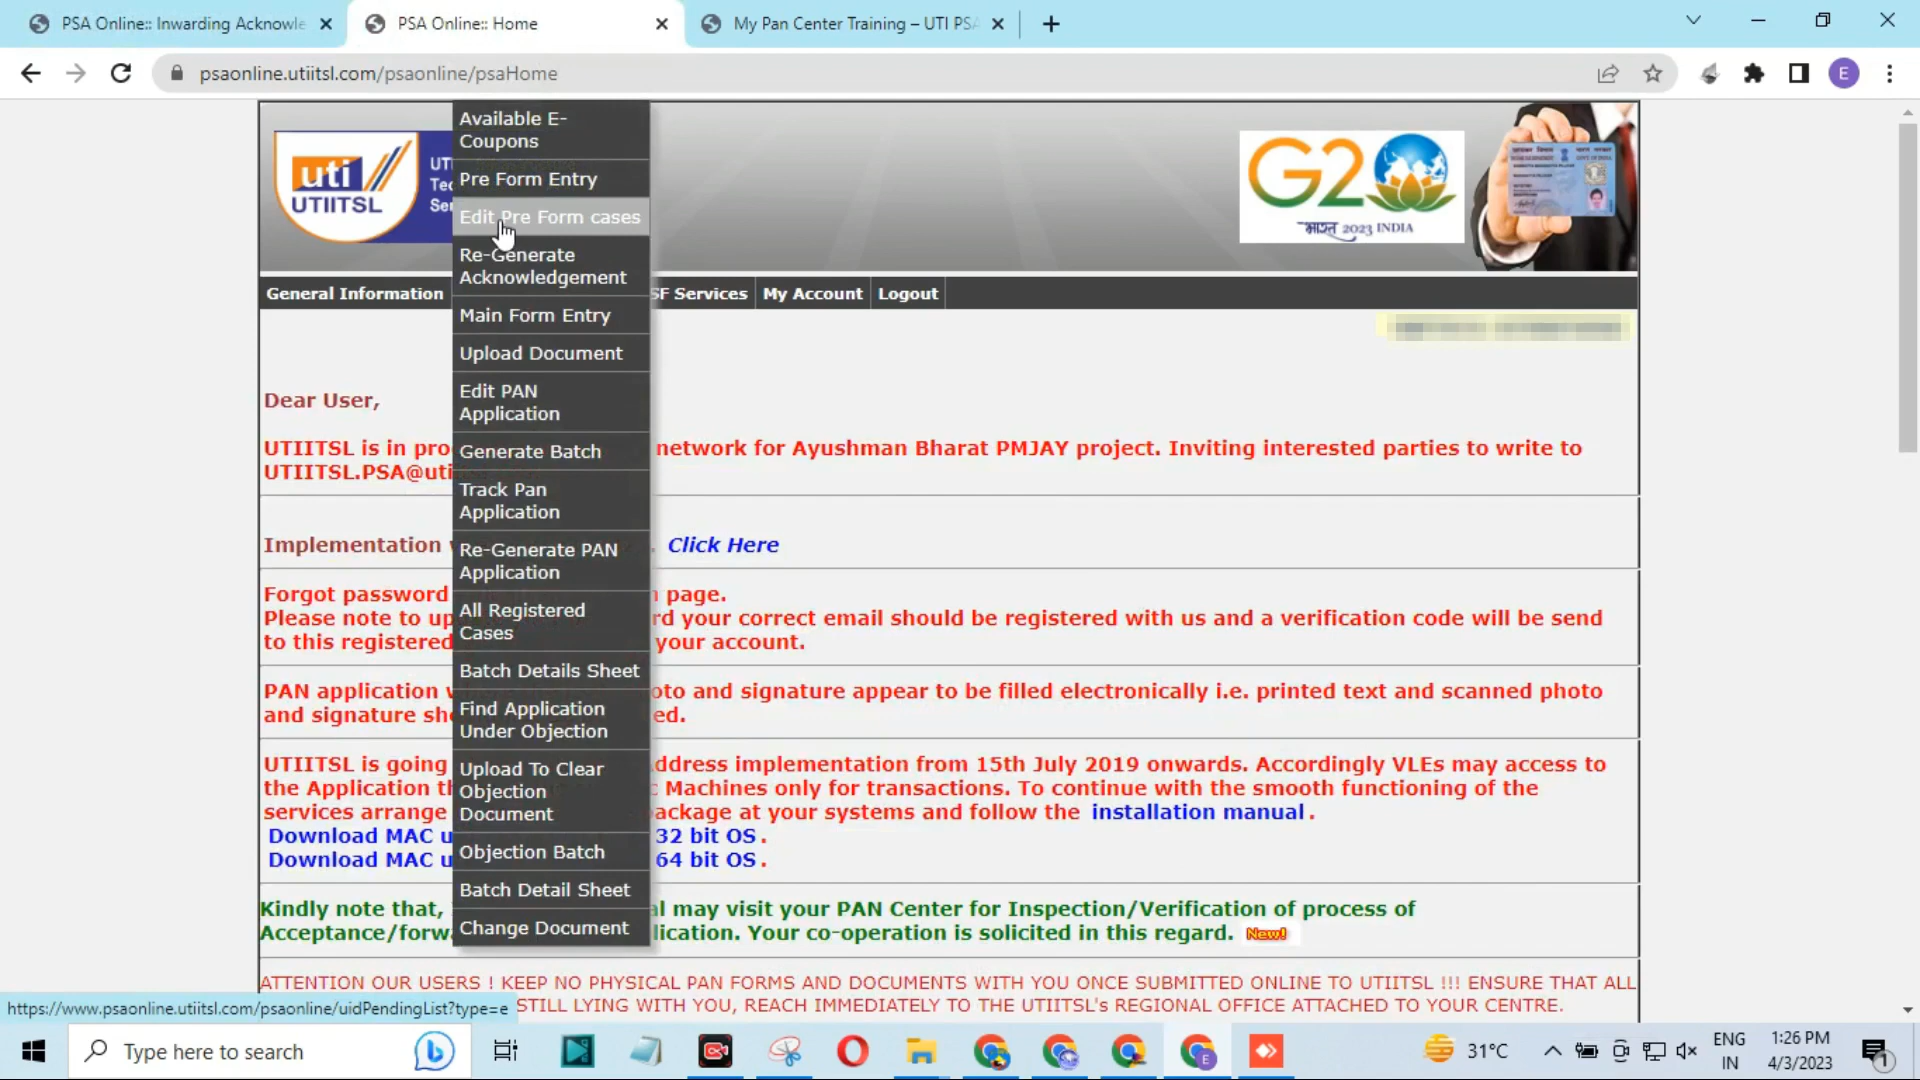 PSA Online:: Inwarding Acknowle
PSA Online:: Home
My Pan Center Training – UTI PSA
psaonline.utiitsl.com/psaonline/psaHome
E
uti
UTIITSL
UT
Tec
Ser
G20
भारत 2023 INDIA
General Information
SF Services
My Account
Logout
Available E-
Coupons
Pre Form Entry
Edit Pre Form cases
Re-Generate
Acknowledgement
Main Form Entry
Upload Document
Edit PAN
Application
Generate Batch
Track Pan
Application
Re-Generate PAN
Application
All Registered
Cases
Batch Details Sheet
Find Application
Under Objection
Upload To Clear
Objection
Document
Objection Batch
Batch Detail Sheet
Change Document
Dear User,
UTIITSL is in pro network for Ayushman Bharat PMJAY project. Inviting interested parties to write to
UTIITSL.PSA@uti
Implementation . Click Here
Forgot password page.
Please note to up rd your correct email should be registered with us and a verification code will be send
to this registered your account.
PAN application oto and signature appear to be filled electronically i.e. printed text and scanned photo
and signature sho ed.
UTIITSL is going ddress implementation from 15th July 2019 onwards. Accordingly VLEs may access to
the Application th c Machines only for transactions. To continue with the smooth functioning of the
services arrange ackage at your systems and follow the installation manual.
Download MAC u 32 bit OS.
Download MAC u 64 bit OS.
Kindly note that, al may visit your PAN Center for Inspection/Verification of process of
Acceptance/forwa lication. Your co-operation is solicited in this regard. New!
ATTENTION OUR USERS ! KEEP NO PHYSICAL PAN FORMS AND DOCUMENTS WITH YOU ONCE SUBMITTED ONLINE TO UTIITSL !!! ENSURE THAT ALL
STILL LYING WITH YOU, REACH IMMEDIATELY TO THE UTIITSL's REGIONAL OFFICE ATTACHED TO YOUR CENTRE.
https://www.psaonline.utiitsl.com/psaonline/uidPendingList?type=e
Type here to search
E
31°C
ENG
IN
1:26 PM
4/3/2023
1